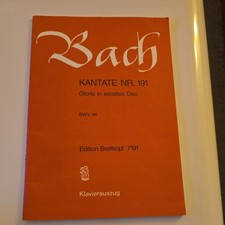 Bach
KANTATE NR. 191
Gloria in excelsis Deo
BWV 191
Edition Breitkopf 7191
Klavierauszug